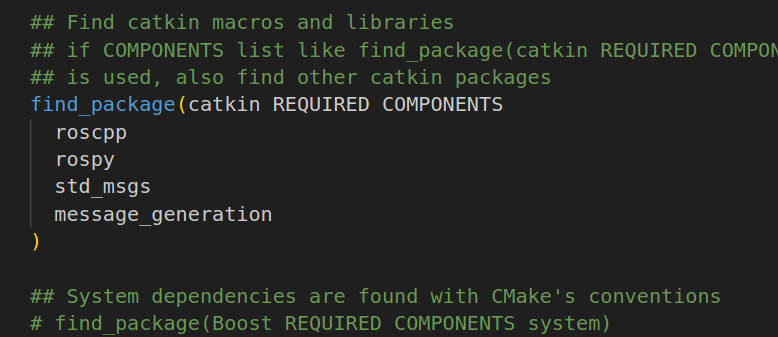 ## Find catkin macros and libraries
## if COMPONENTS list like find_package(catkin REQUIRED COMPON
## is used, also find other catkin packages
find_package(catkin REQUIRED COMPONENTS
roscpp
rospy
std_msgs
message_generation
)
## System dependencies are found with CMake's conventions
# find_package(Boost REQUIRED COMPONENTS system)